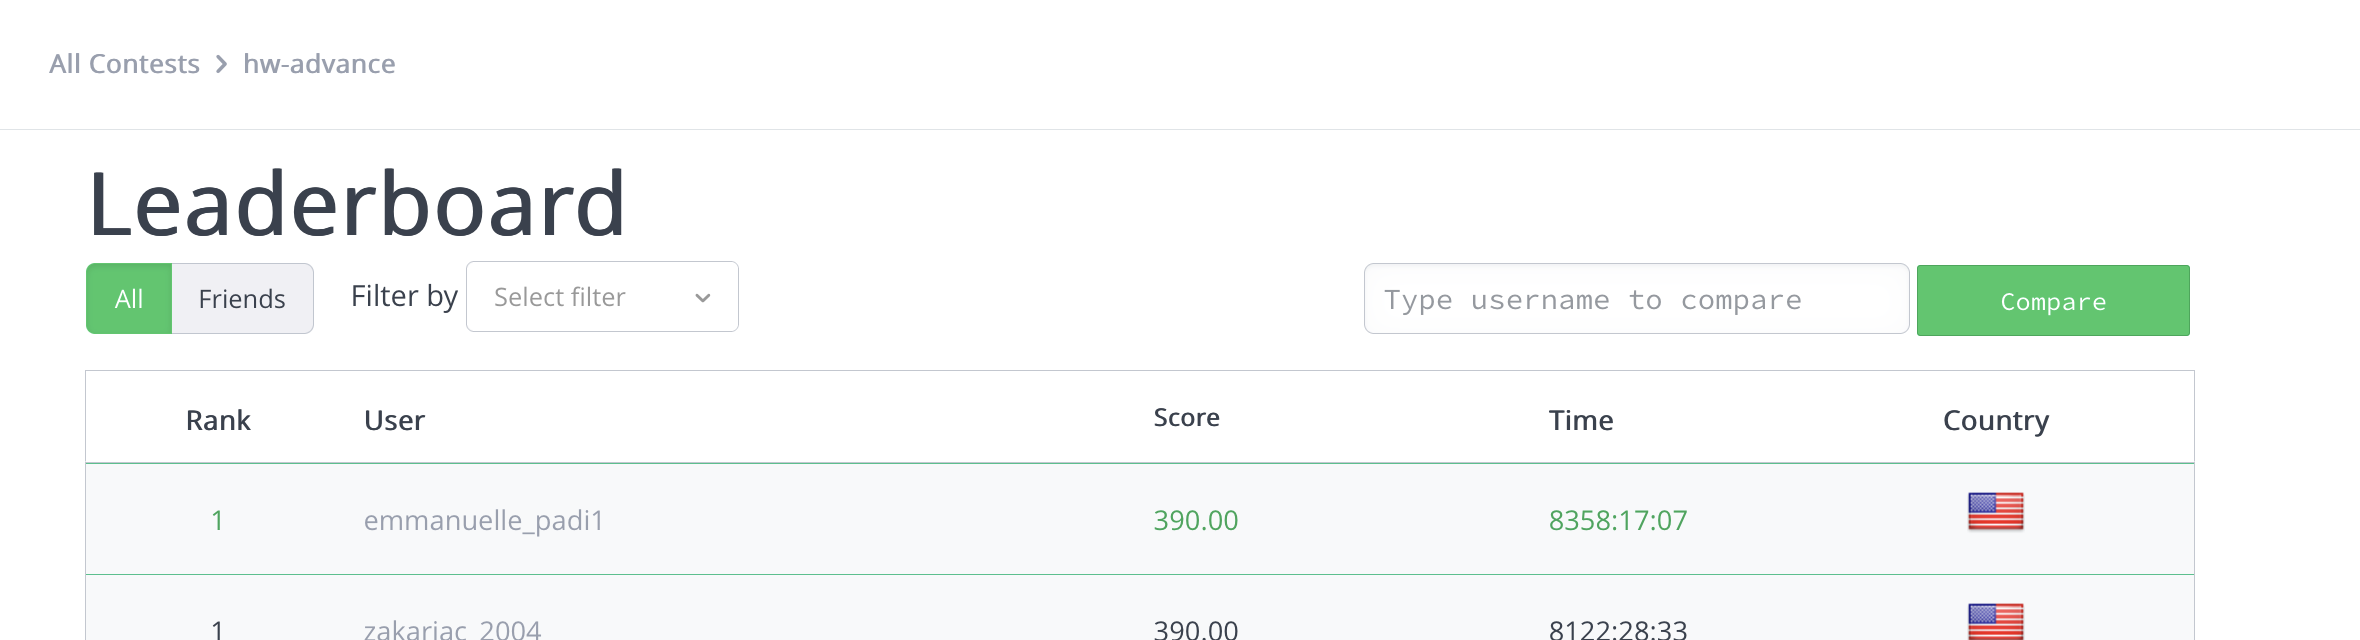 All Contests > hw-advance
Leaderboard
All Friends Filter by Select filter Type username to compare Compare
Rank User Score Time Country
1 emmanuelle_padi1 390.00 8358:17:07
1 zakariac_2004 390.00 8122:28:33